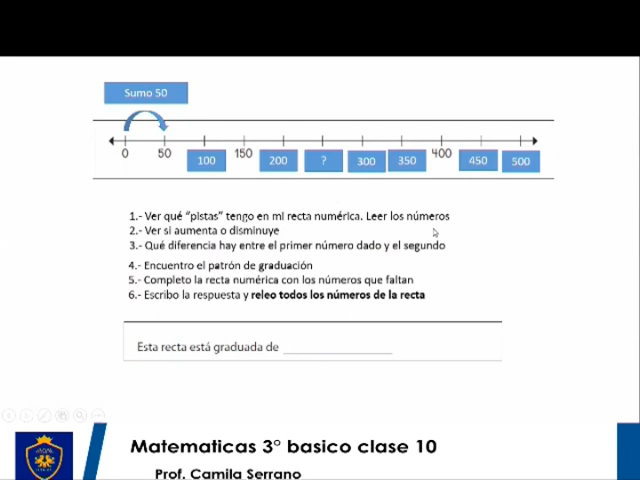 Sumo 50
0 50 100 150 200 ? 300 350 400 450 500
1.- Ver qué “pistas” tengo en mi recta numérica. Leer los números
2.- Ver si aumenta o disminuye
3.- Qué diferencia hay entre el primer número dado y el segundo
4.- Encuentro el patrón de graduación
5.- Completo la recta numérica con los números que faltan
6.- Escribo la respuesta y releo todos los números de la recta
Esta recta está graduada de ____________________
Matematicas 3° basico clase 10
Prof. Camila Serrano